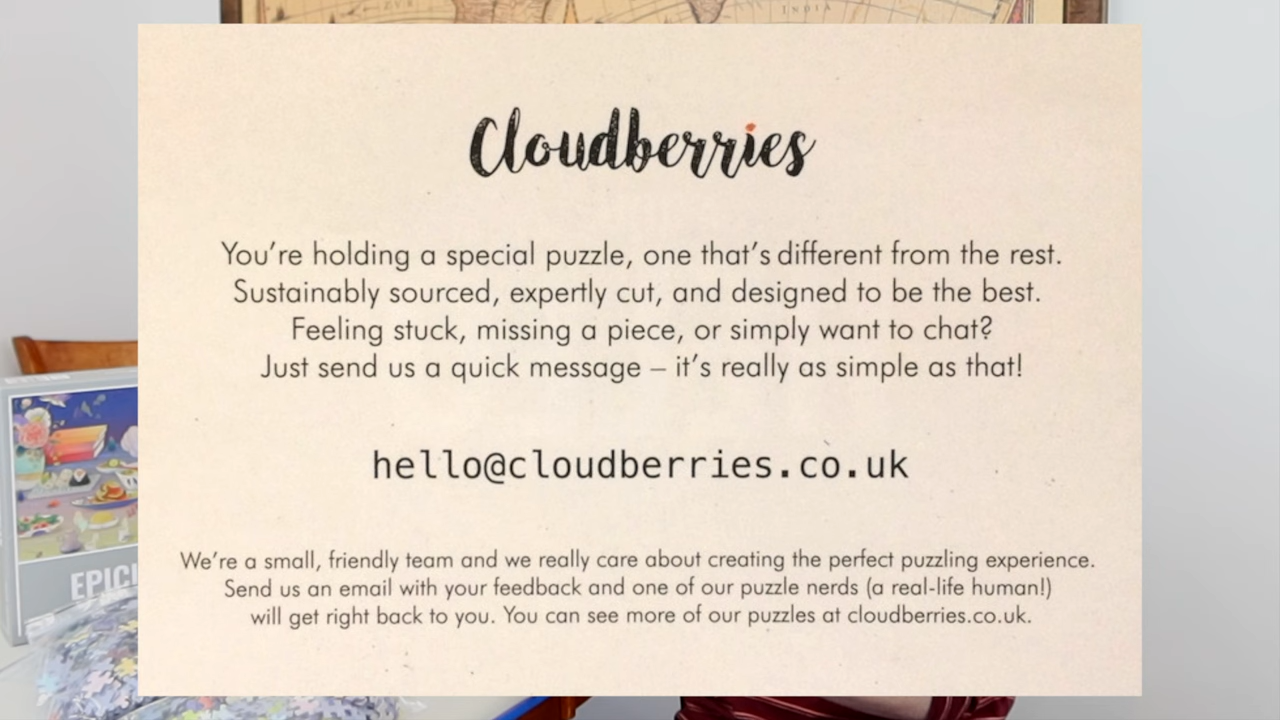 INDIA
Cloudberries
You're holding a special puzzle, one that's different from the rest.
Sustainably sourced, expertly cut, and designed to be the best.
Feeling stuck, missing a piece, or simply want to chat?
Just send us a quick message – it's really as simple as that!
hello@cloudberries.co.uk
We're a small, friendly team and we really care about creating the perfect puzzling experience.
Send us an email with your feedback and one of our puzzle nerds (a real-life human!)
will get right back to you. You can see more of our puzzles at cloudberries.co.uk.